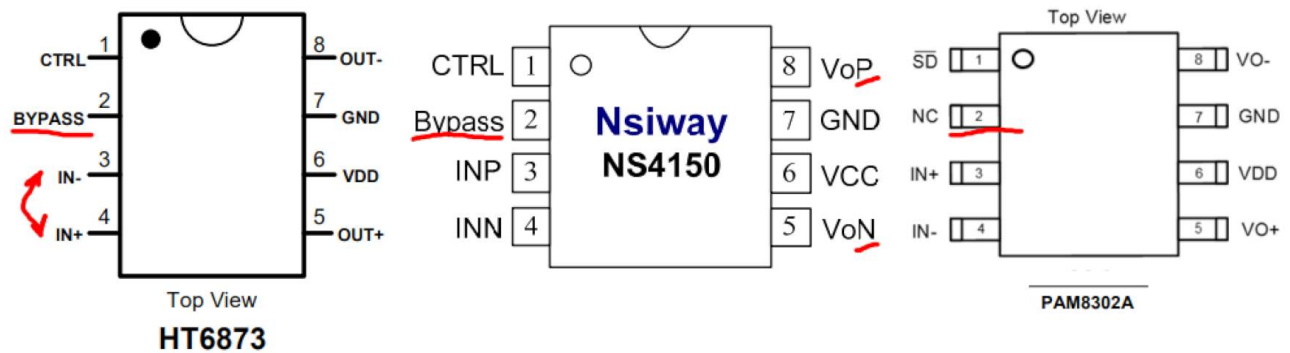 CTRL 1
BYPASS 2
IN- 3
IN+ 4
8 OUT-
7 GND
6 VDD
5 OUT+
Top View
HT6873
CTRL 1
Bypass 2
INP 3
INN 4
Nsiway
NS4150
8 VoP
7 GND
6 VCC
5 VoN
Top View
SD 1
NC 2
IN+ 3
IN- 4
8 VO-
7 GND
6 VDD
5 VO+
PAM8302A